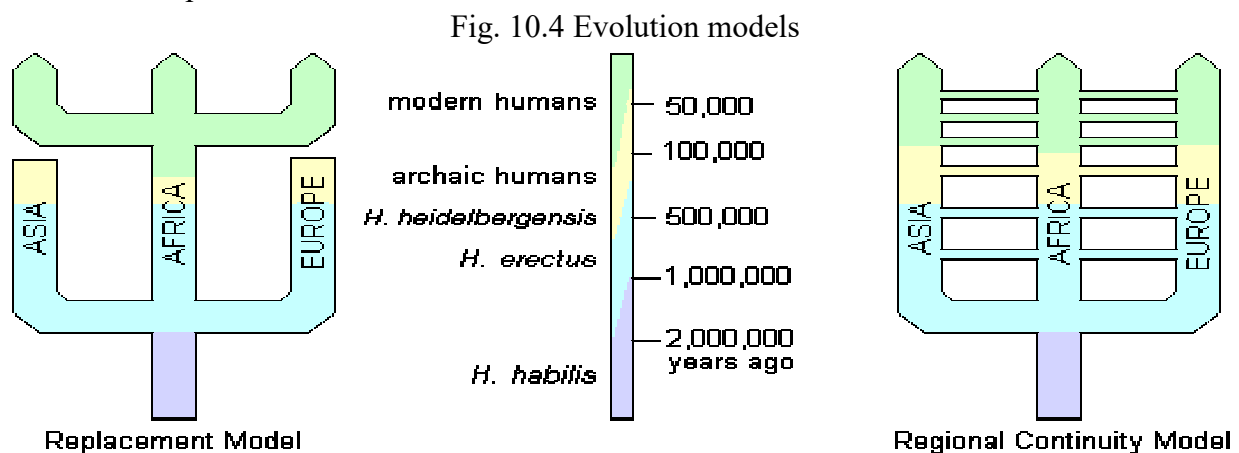 Fig. 10.4 Evolution models
ASIA
AFRICA
EUROPE
Replacement Model
modern humans
archaic humans
H. heidelbergensis
H. erectus
H. habilis
50,000
100,000
500,000
1,000,000
2,000,000
years ago
ASIA
AFRICA
EUROPE
Regional Continuity Model